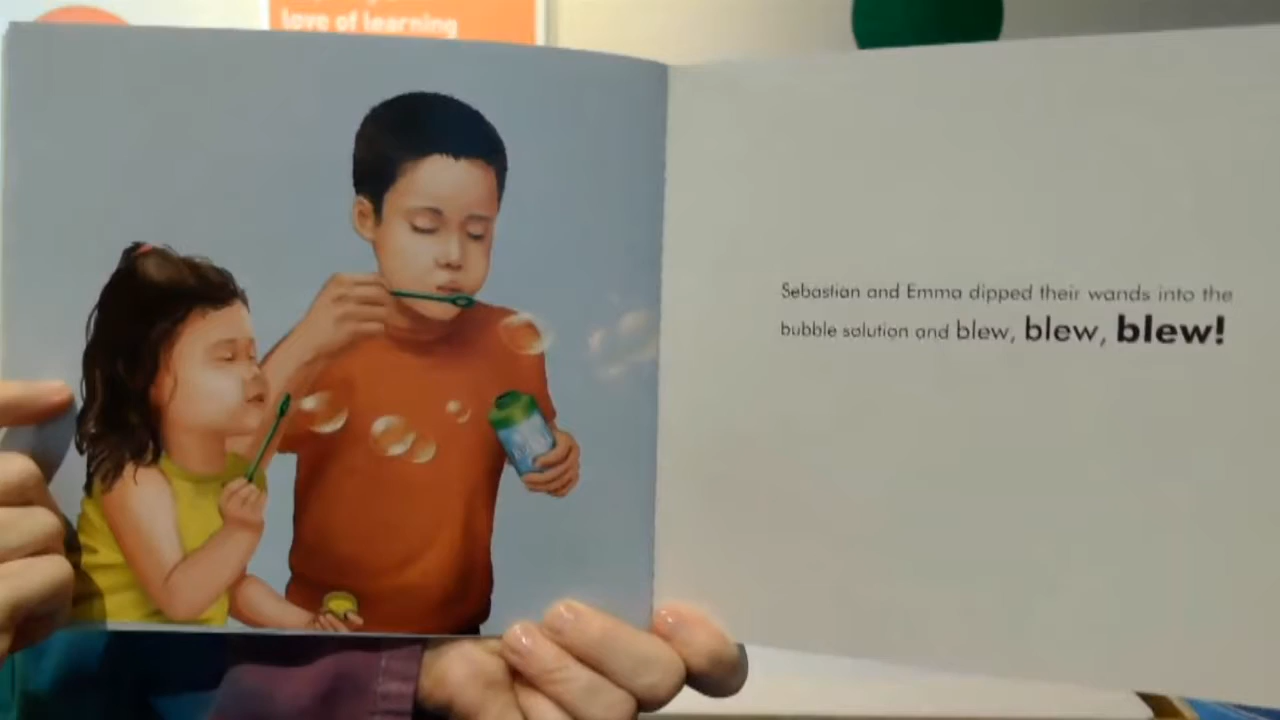 love of learning
Sebastian and Emma dipped their wands into the
bubble solution and blew, blew, blew!